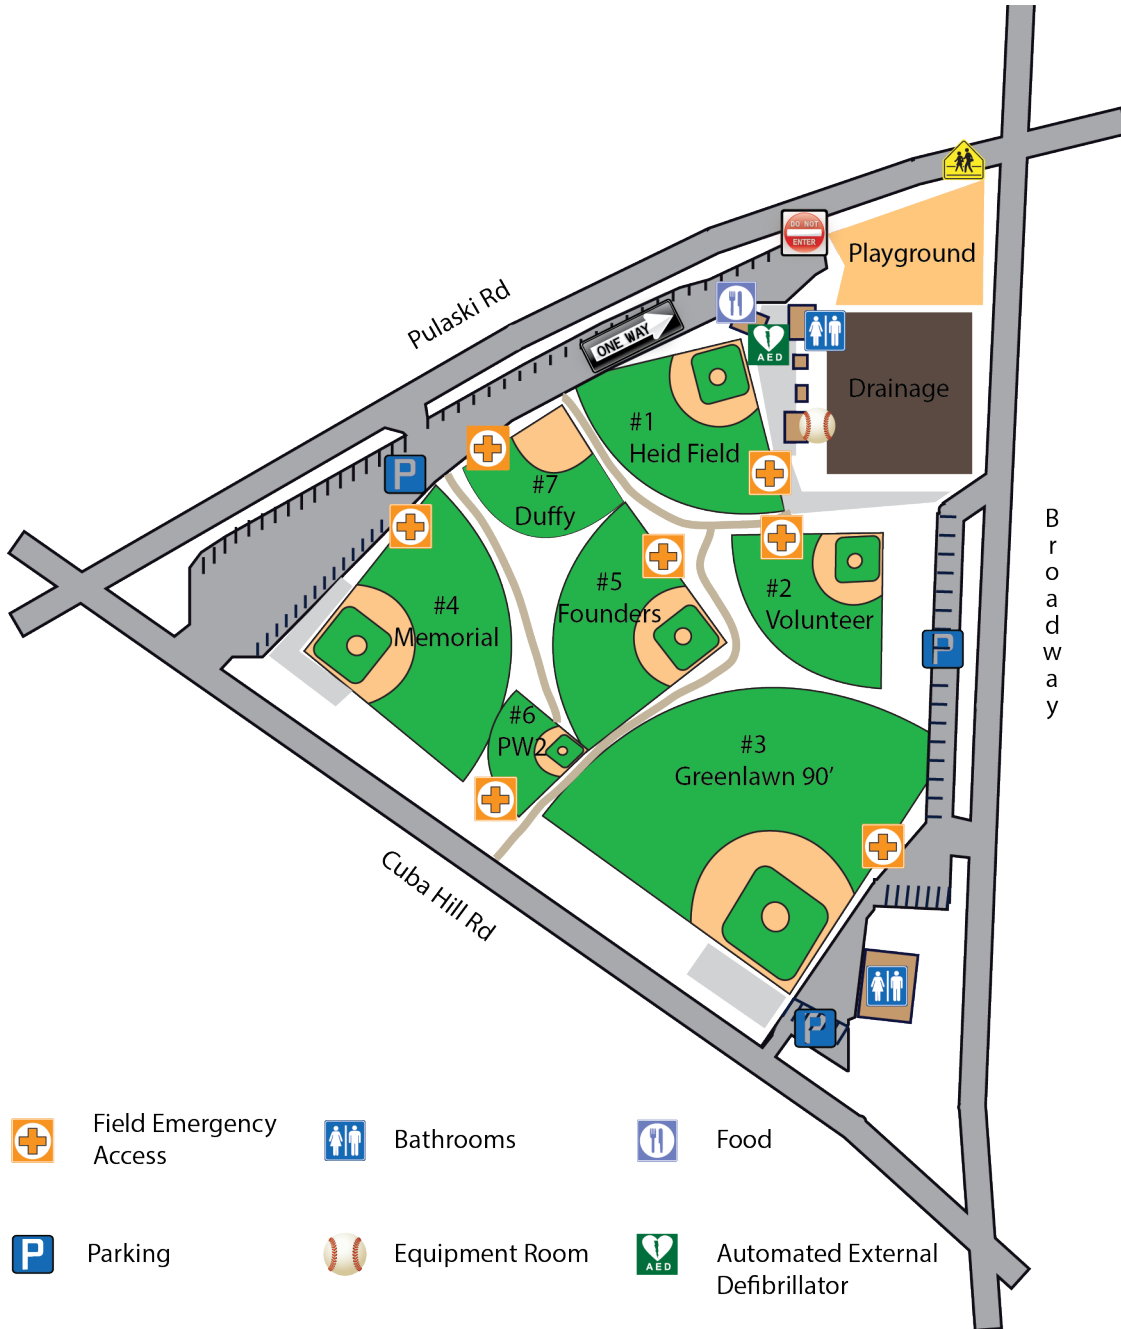 DO NOT
ENTER
Playground
Pulaski Rd
ONE WAY
AED
Drainage
#1
Heid Field
P
#7
Duffy
#4
Memorial
#5
Founders
#2
Volunteer
Broadway
P
#6
PW2
#3
Greenlawn 90’
Cuba Hill Rd
P
Field Emergency
Access
Bathrooms
Food
P
Parking
Equipment Room
AED
Automated External
Defibrillator